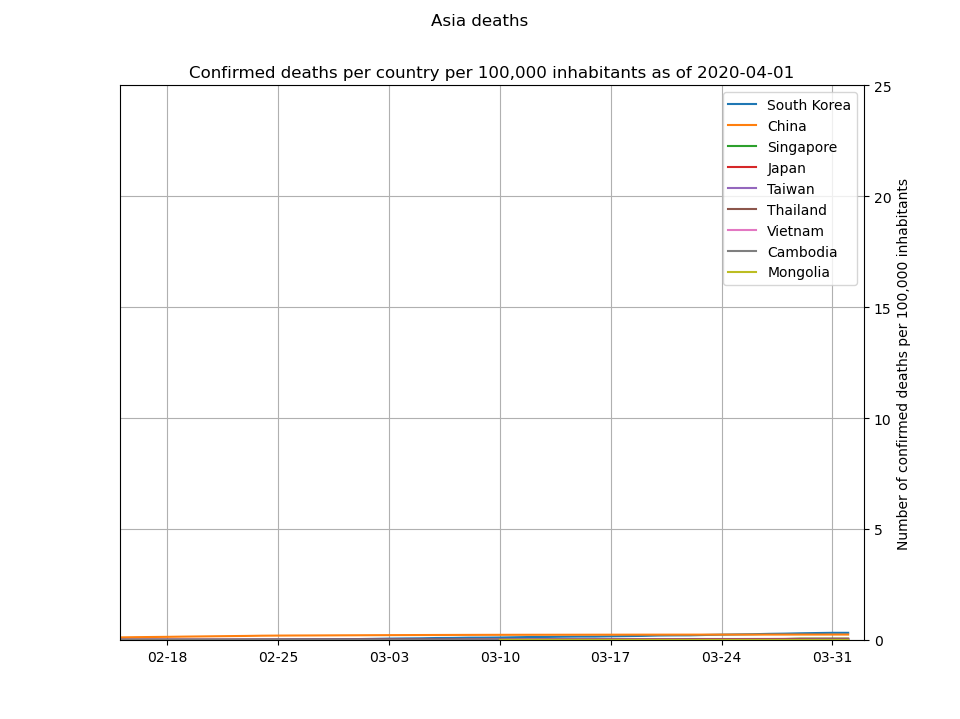 Asia deaths
Confirmed deaths per country per 100,000 inhabitants as of 2020-04-01
South Korea
China
Singapore
Japan
Taiwan
Thailand
Vietnam
Cambodia
Mongolia
25
20
15
10
5
0
Number of confirmed deaths per 100,000 inhabitants
02-18 02-25 03-03 03-10 03-17 03-24 03-31